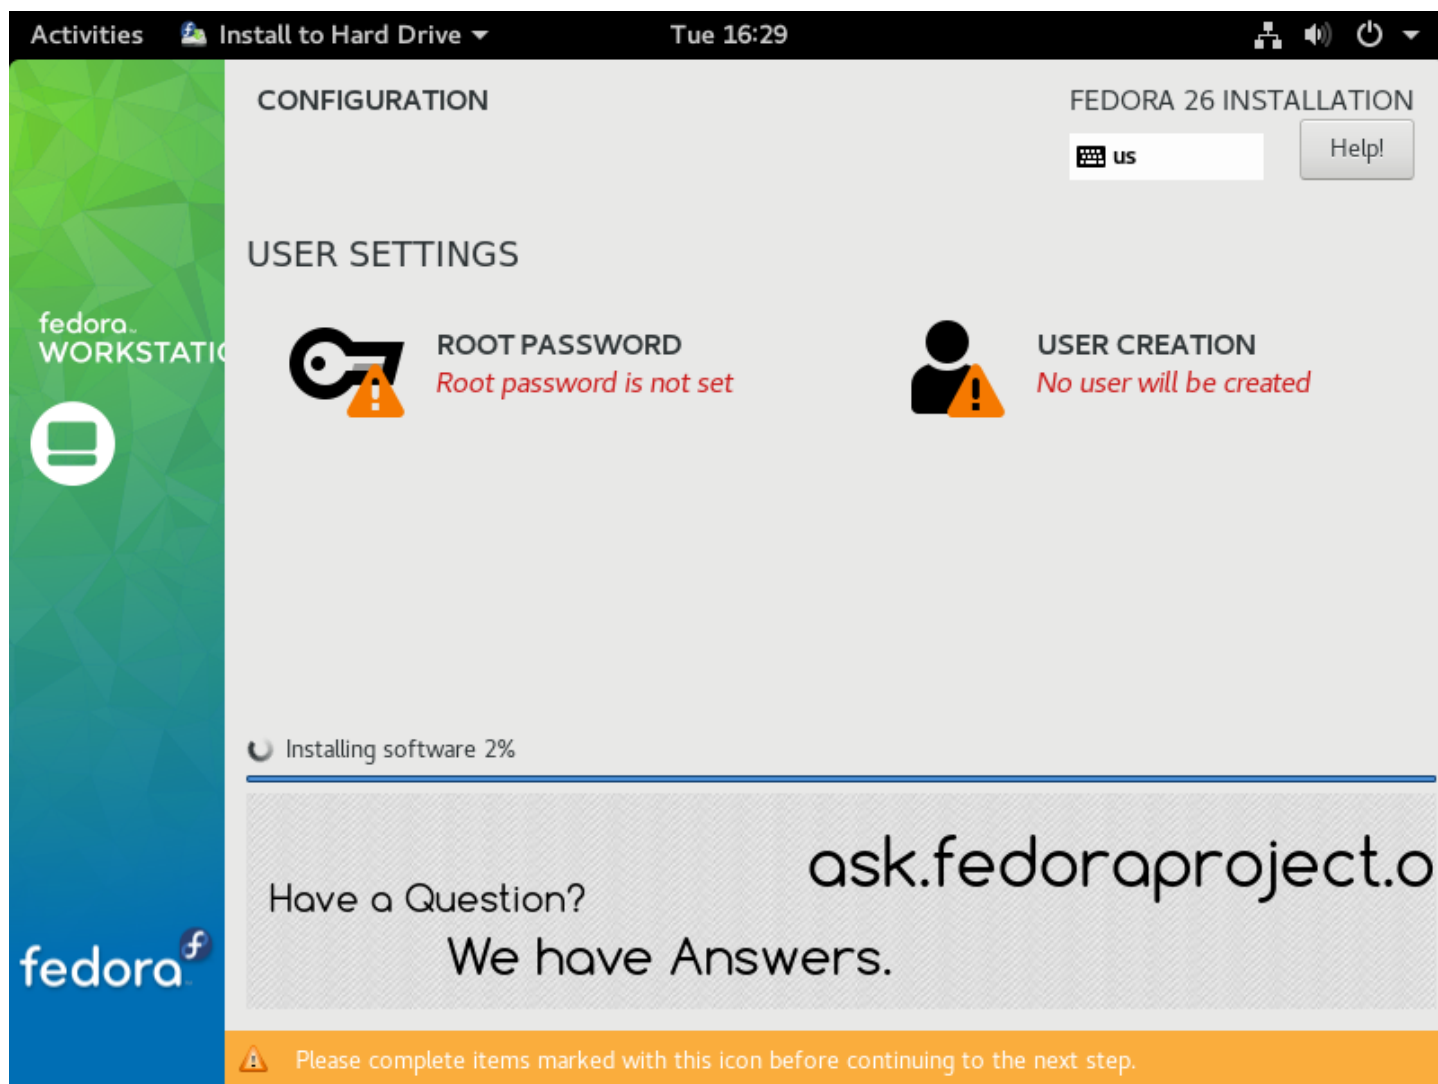 Activities Install to Hard Drive Tue 16:29
CONFIGURATION
FEDORA 26 INSTALLATION
us
Help!
USER SETTINGS
fedora
WORKSTATIO
ROOT PASSWORD
Root password is not set
USER CREATION
No user will be created
Installing software 2%
ask.fedoraproject.o
Have a Question?
We have Answers.
fedora
Please complete items marked with this icon before continuing to the next step.